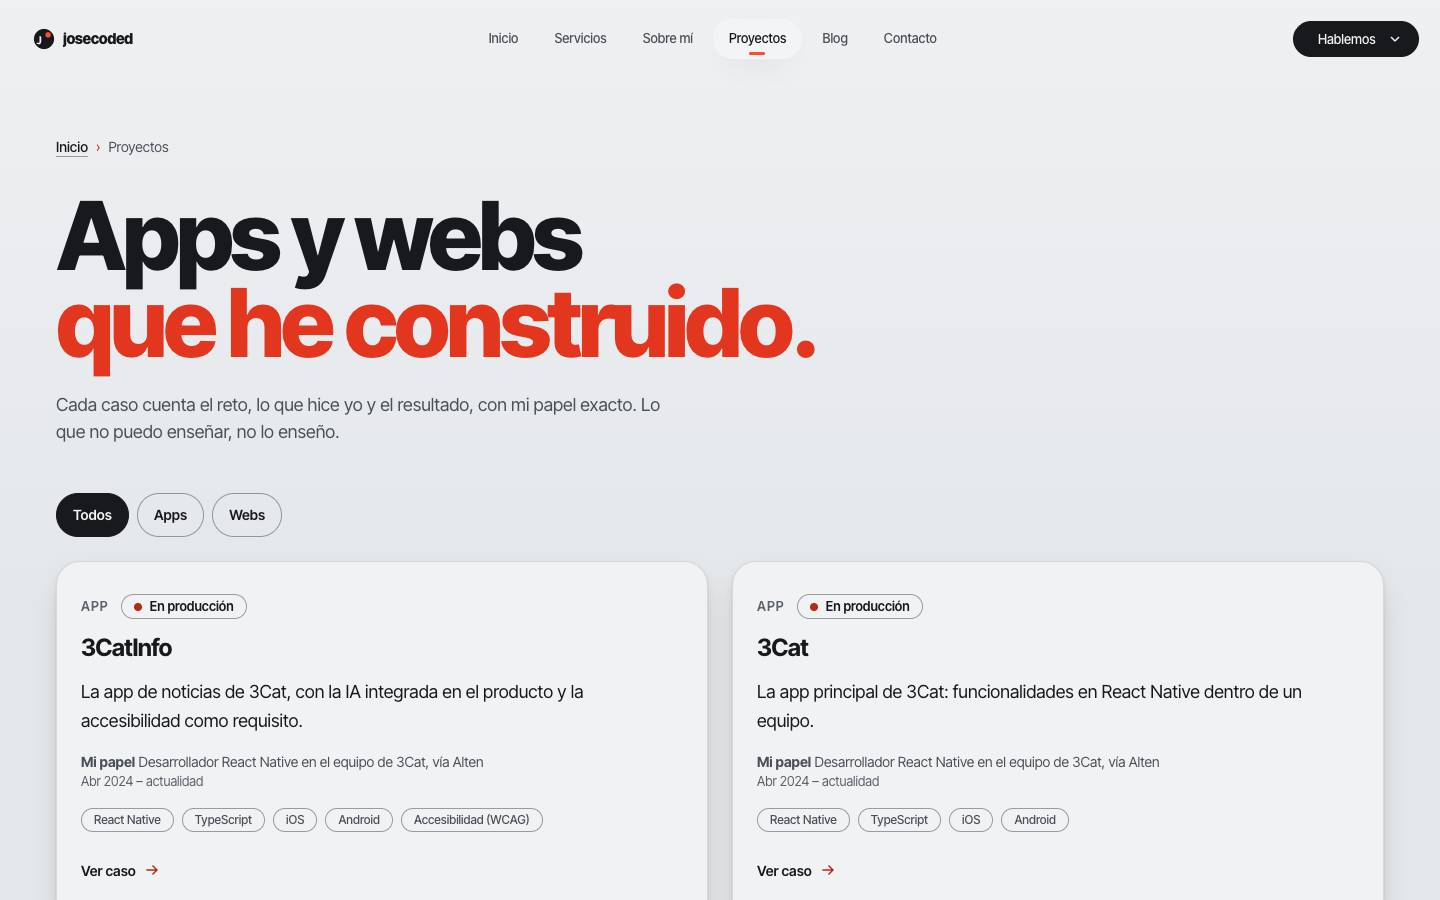 josecoded
Inicio
Servicios
Sobre mí
Proyectos
Blog
Contacto
Hablemos
Inicio › Proyectos
Apps y webs
que he construido.
Cada caso cuenta el reto, lo que hice yo y el resultado, con mi papel exacto. Lo
que no puedo enseñar, no lo enseño.
Todos
Apps
Webs
APP
En producción
3CatInfo
La app de noticias de 3Cat, con la IA integrada en el producto y la
accesibilidad como requisito.
Mi papel Desarrollador React Native en el equipo de 3Cat, vía Alten
Abr 2024 – actualidad
React Native
TypeScript
iOS
Android
Accesibilidad (WCAG)
Ver caso →
APP
En producción
3Cat
La app principal de 3Cat: funcionalidades en React Native dentro de un
equipo.
Mi papel Desarrollador React Native en el equipo de 3Cat, vía Alten
Abr 2024 – actualidad
React Native
TypeScript
iOS
Android
Ver caso →